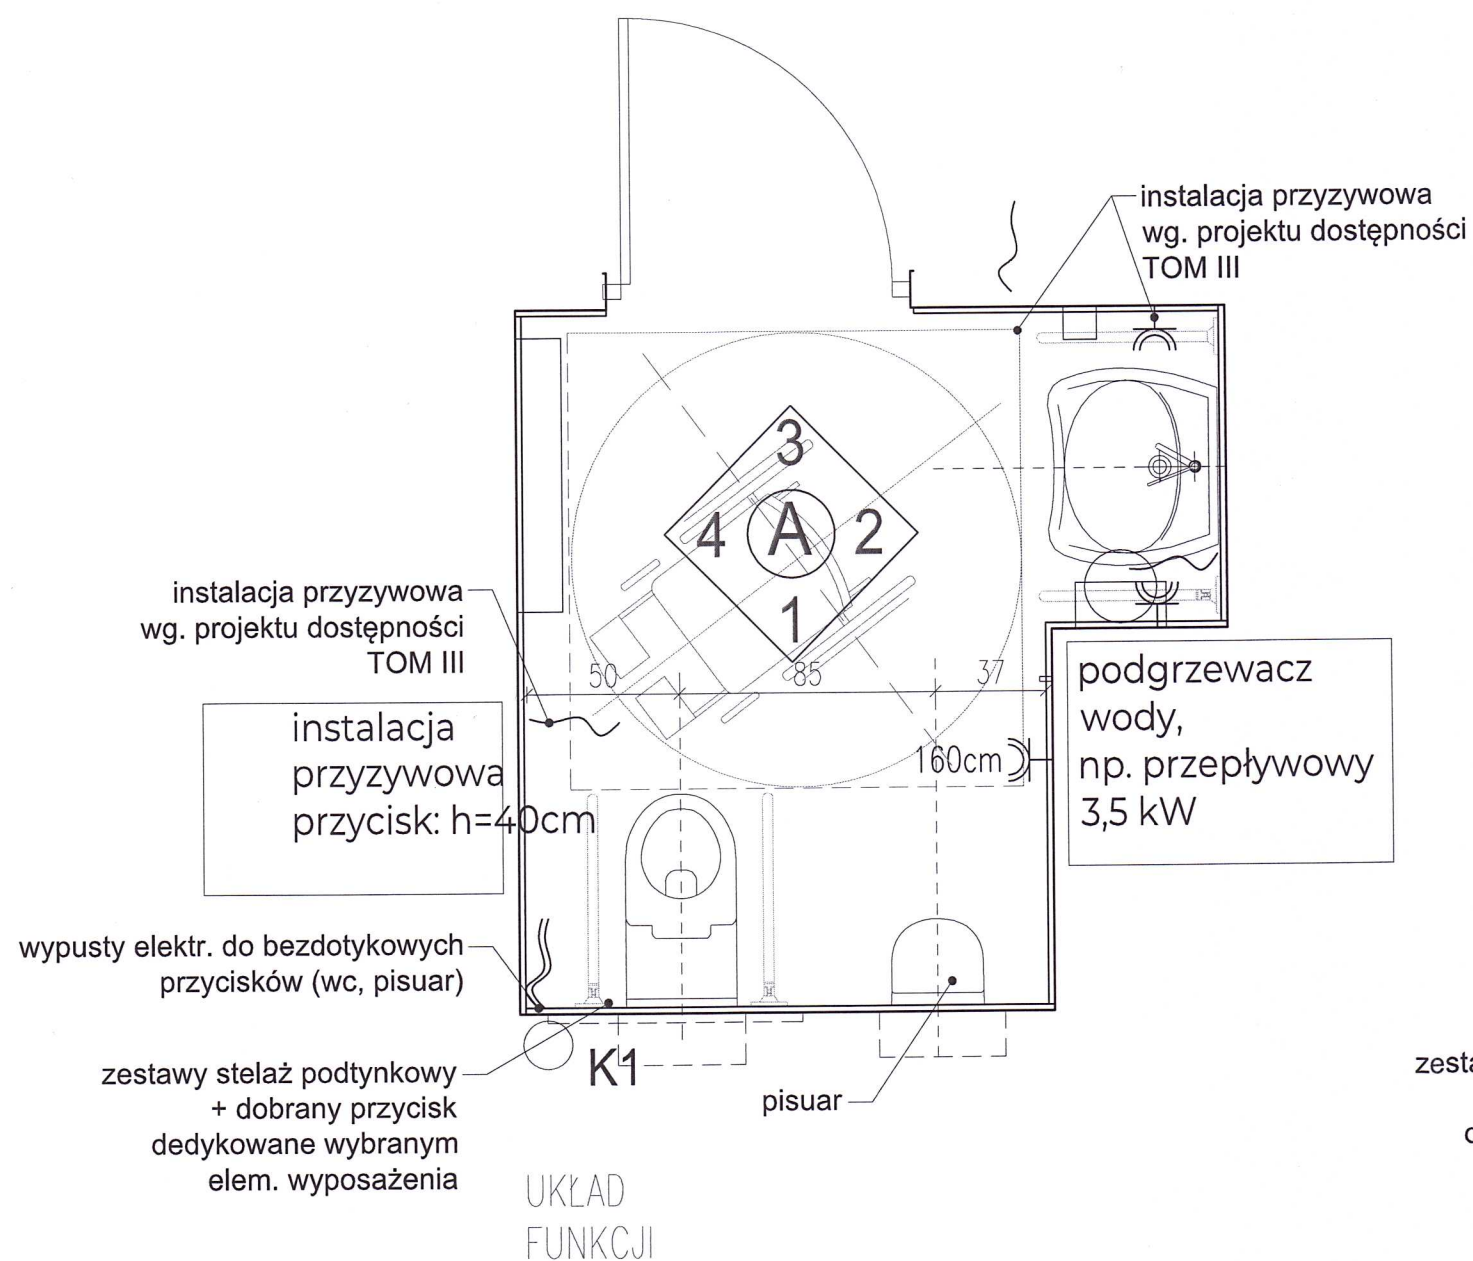 instalacja przyzywowa
wg. projektu dostępności
TOM III
3
4 A 2
1
instalacja przyzywowa
wg. projektu dostępności
TOM III
50 85 37
instalacja
przyzywowa
przycisk: h=40cm
160cm
podgrzewacz
wody,
np. przepływowy
3,5 kW
wypusty elektr. do bezdotykowych
przycisków (wc, pisuar)
zestawy stelaż podtynkowy
+ dobrany przycisk
dedykowane wybranym
elem. wyposażenia
K1
pisuar
UKŁAD
FUNKCJI